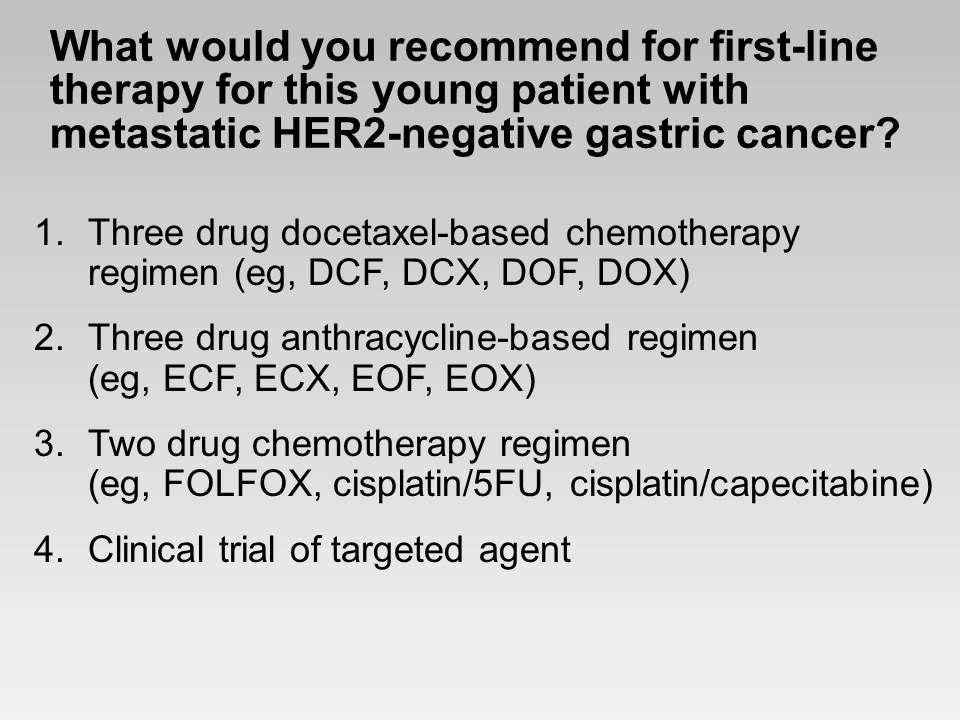 What would you recommend for first-line
therapy for this young patient with
metastatic HER2-negative gastric cancer?
1. Three drug docetaxel-based chemotherapy
regimen (eg, DCF, DCX, DOF, DOX)
2. Three drug anthracycline-based regimen
(eg, ECF, ECX, EOF, EOX)
3. Two drug chemotherapy regimen
(eg, FOLFOX, cisplatin/5FU, cisplatin/capecitabine)
4. Clinical trial of targeted agent